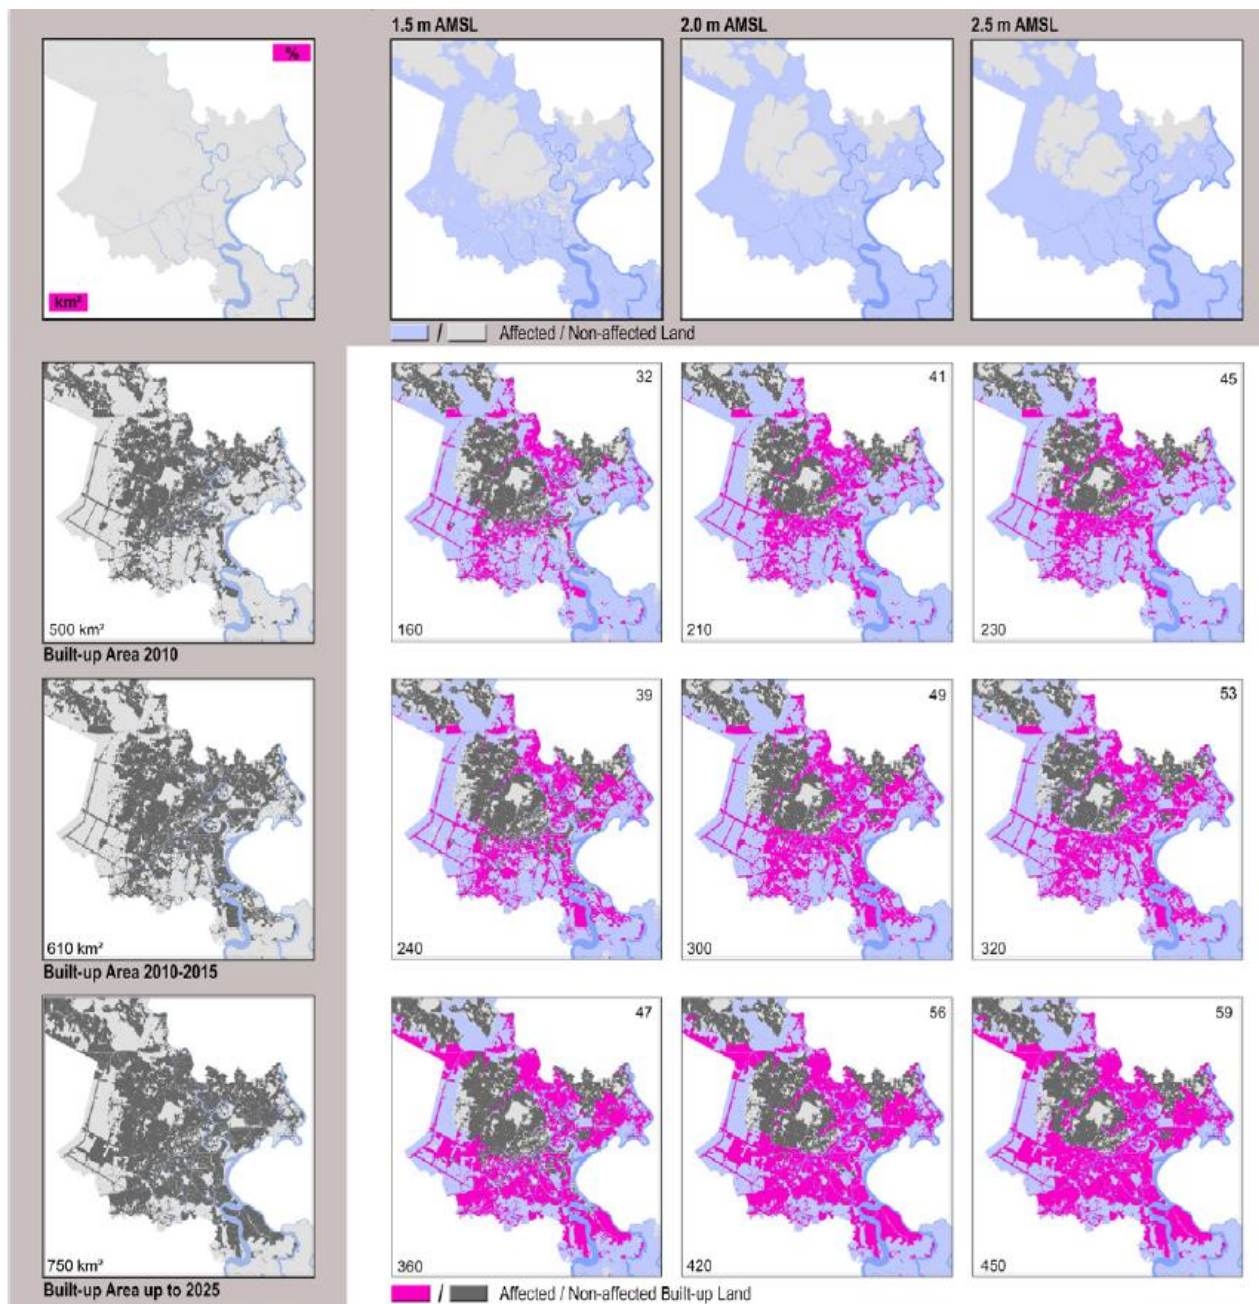 1.5 m AMSL
2.0 m AMSL
2.5 m AMSL
%
km²
/ Affected / Non-affected Land
32
41
45
500 km²
160
210
230
Built-up Area 2010
39
49
53
610 km²
240
300
320
Built-up Area 2010-2015
47
56
59
750 km²
360
420
450
Built-up Area up to 2025
/ Affected / Non-affected Built-up Land